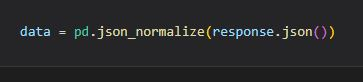 data = pd.json_normalize(response.json())